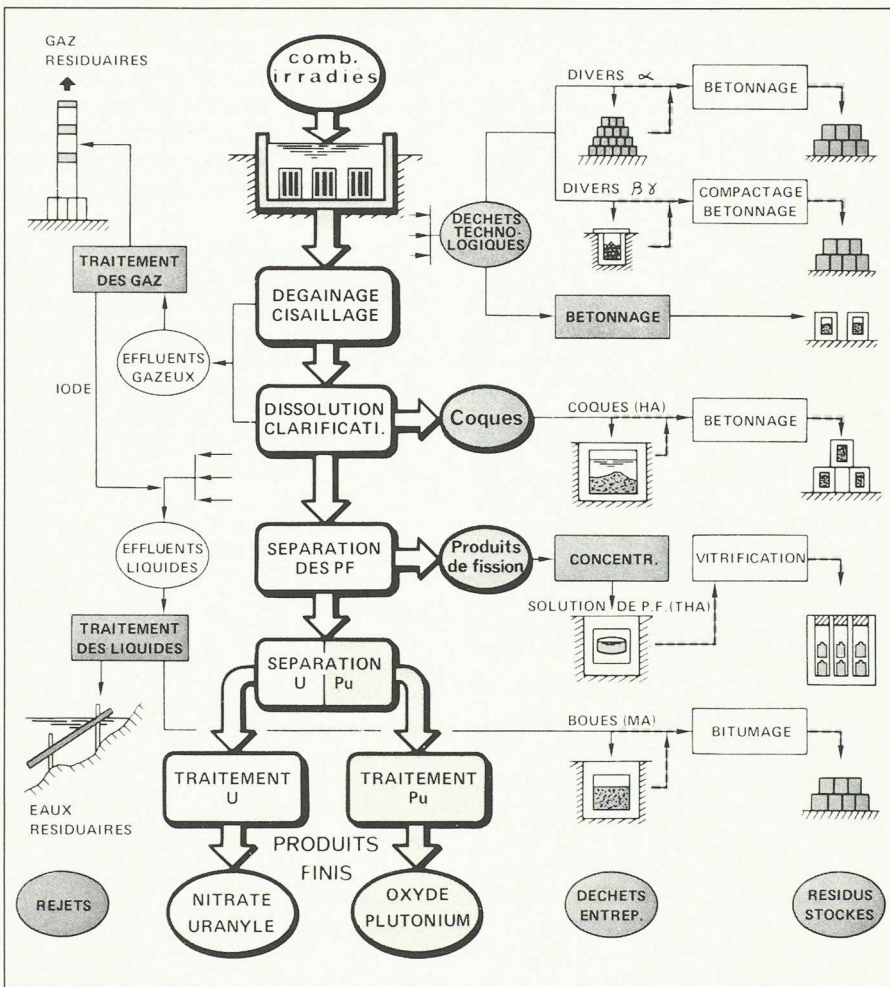 GAZ
RESIDUAIRES
comb.
irradiés
DIVERS α
BETONNAGE
DIVERS β γ
COMPACTAGE
BETONNAGE
DECHETS
TECHNO-
LOGIQUES
TRAITEMENT
DES GAZ
DEGAINAGE
CISAILLAGE
BETONNAGE
EFFLUENTS
GAZEUX
IODE
DISSOLUTION
CLARIFICATI.
Coques
COQUES (HA)
BETONNAGE
EFFLUENTS
LIQUIDES
SEPARATION
DES PF
Produits
de fission
CONCENTR.
VITRIFICATION
SOLUTION DE P.F.(THA)
TRAITEMENT
DES LIQUIDES
SEPARATION
U Pu
BOUES (MA)
BITUMAGE
TRAITEMENT
U
TRAITEMENT
Pu
EAUX
RESIDUAIRES
PRODUITS
FINIS
REJETS
NITRATE
URANYLE
OXYDE
PLUTONIUM
DECHETS
ENTREP.
RESIDUS
STOCKES